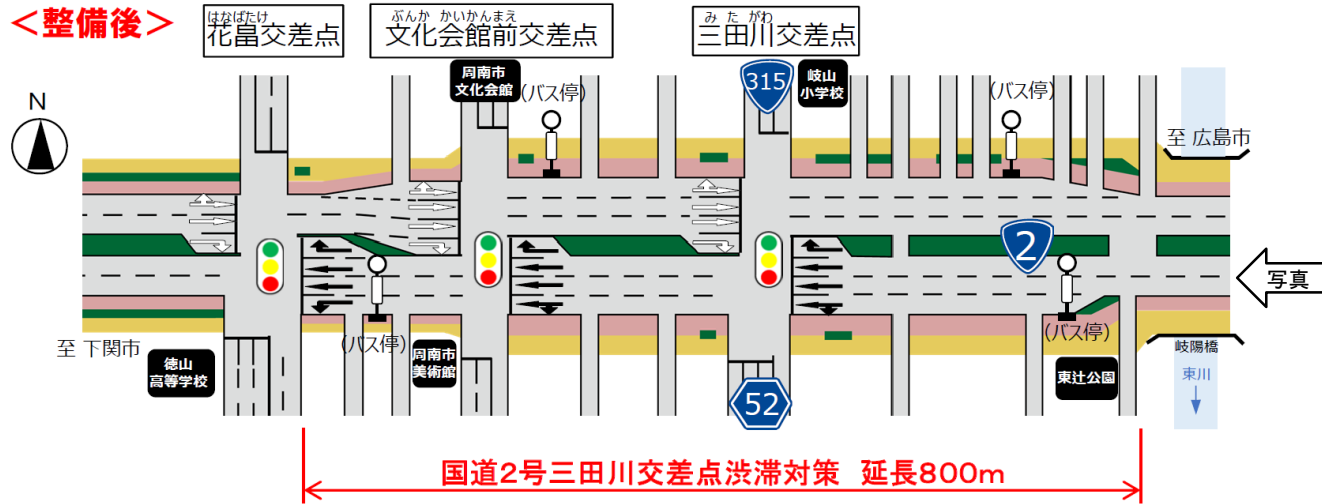 <整備後>
はなばたけ
花畠交差点
ぶんか かいかんまえ
文化会館前交差点
み た がわ
三田川交差点
N
周南市
文化会館
(バス停)
315
岐山
小学校
(バス停)
至 広島市
2
写真
至 下関市
徳山
高等学校
(バス停)
周南市
美術館
52
(バス停)
東辻公園
岐陽橋
東川
国道2号三田川交差点渋滞対策 延長800m